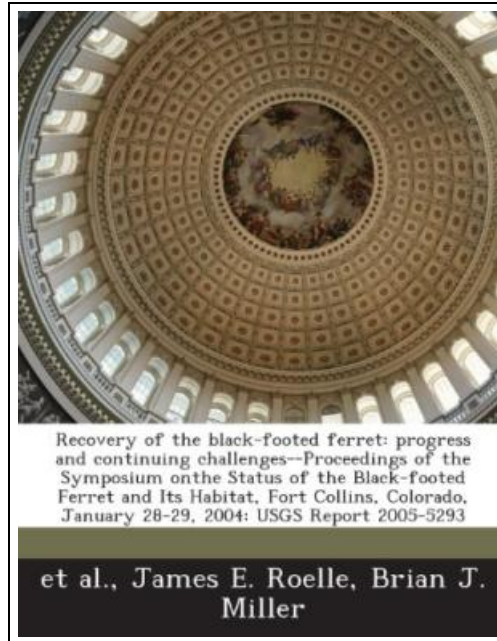 Recovery of the black-footed ferret: progress
and continuing challenges--Proceedings of the
Symposium onthe Status of the Black-footed
Ferret and Its Habitat, Fort Collins, Colorado,
January 28-29, 2004: USGS Report 2005-5293
et al., James E. Roelle, Brian J.
Miller